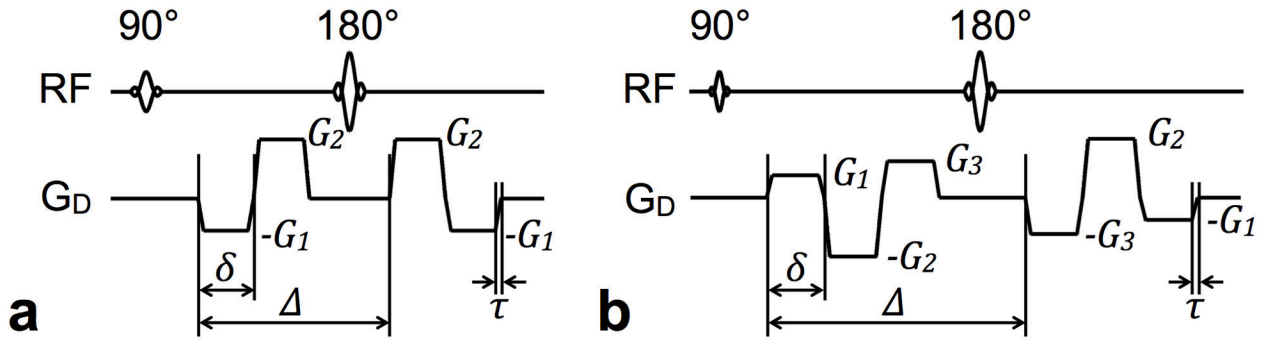 90° 180° 90° 180°
RF RF
G2 G2 G1 G3 G2
GD GD
-G1 -G1 -G2 -G3 -G1
δ δ
Δ τ Δ τ
a b